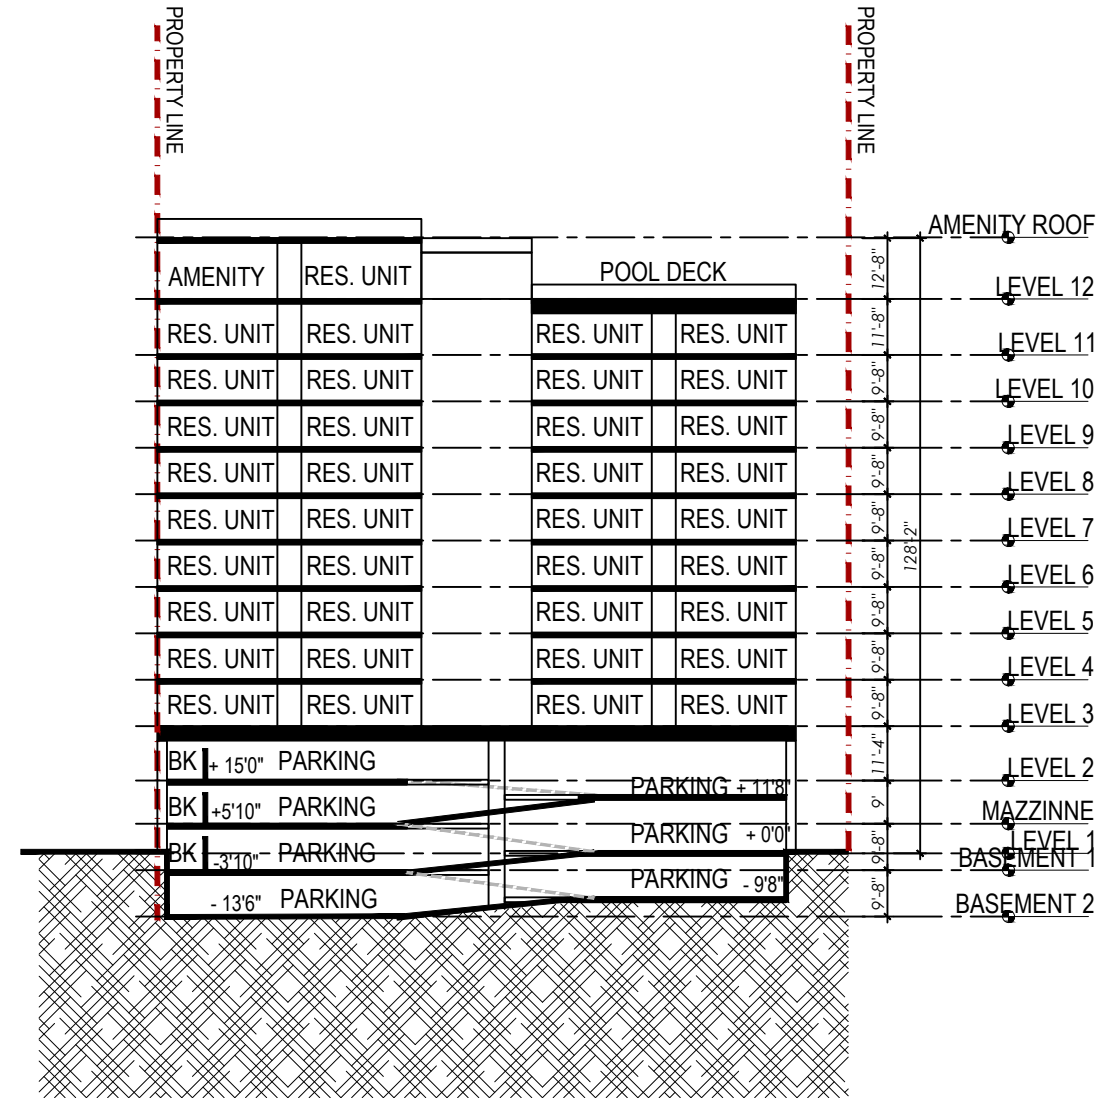 PROPERTY LINE
PROPERTY LINE
AMENITY ROOF
12'-8"
AMENITY RES. UNIT POOL DECK
LEVEL 12
11'-8"
RES. UNIT RES. UNIT RES. UNIT RES. UNIT
LEVEL 11
9'-8"
RES. UNIT RES. UNIT RES. UNIT RES. UNIT
LEVEL 10
9'-8"
RES. UNIT RES. UNIT RES. UNIT RES. UNIT
LEVEL 9
9'-8"
RES. UNIT RES. UNIT RES. UNIT RES. UNIT
LEVEL 8
9'-8"
RES. UNIT RES. UNIT RES. UNIT RES. UNIT
LEVEL 7
128'-2"
9'-8"
RES. UNIT RES. UNIT RES. UNIT RES. UNIT
LEVEL 6
9'-8"
RES. UNIT RES. UNIT RES. UNIT RES. UNIT
LEVEL 5
9'-8"
RES. UNIT RES. UNIT RES. UNIT RES. UNIT
LEVEL 4
9'-8"
RES. UNIT RES. UNIT RES. UNIT RES. UNIT
LEVEL 3
11'-4"
BK + 15'0" PARKING
LEVEL 2
PARKING + 11'8"
9'
BK +5'10" PARKING
MAZZINNE
PARKING + 0'0"
9'-8"
LEVEL 1
BK -3'10" PARKING
BASEMENT 1
PARKING - 9'8"
9'-8"
- 13'6" PARKING
BASEMENT 2